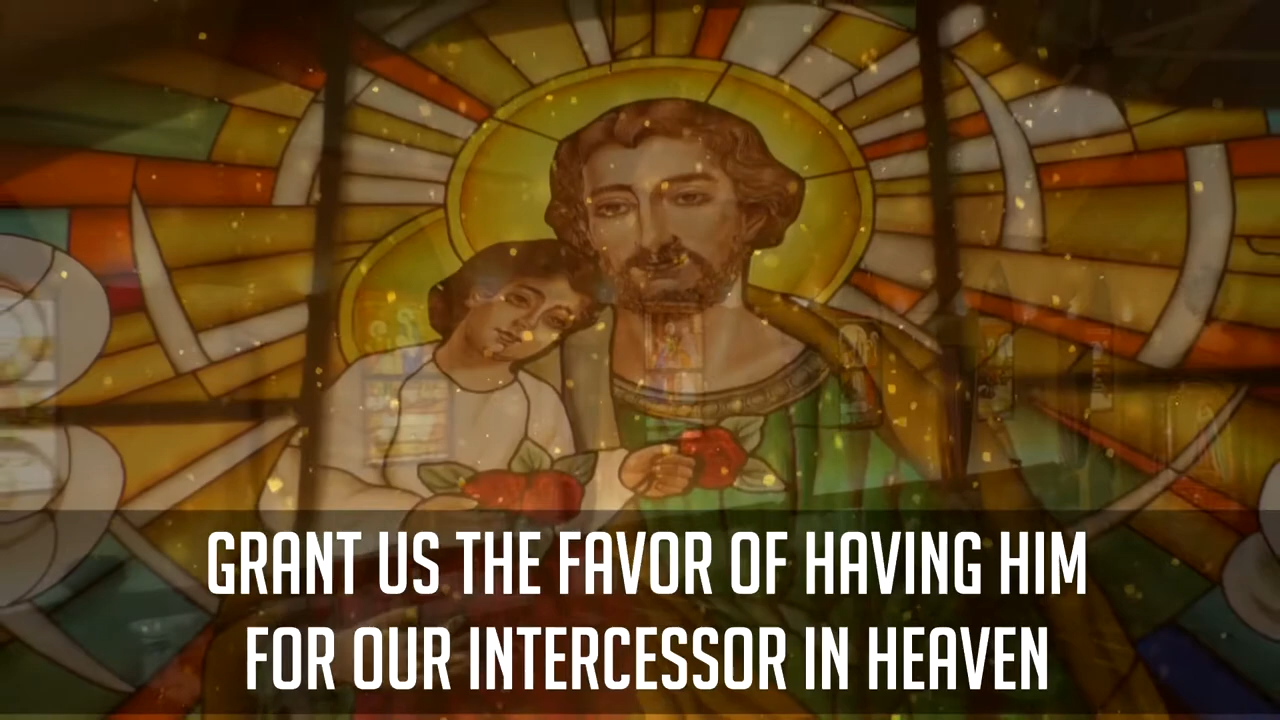 GRANT US THE FAVOR OF HAVING HIM
FOR OUR INTERCESSOR IN HEAVEN